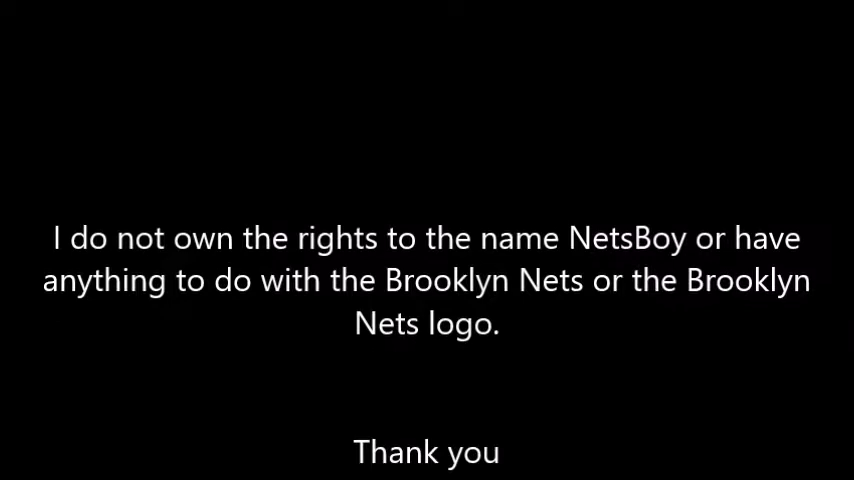 I do not own the rights to the name NetsBoy or have
anything to do with the Brooklyn Nets or the Brooklyn
Nets logo.
Thank you